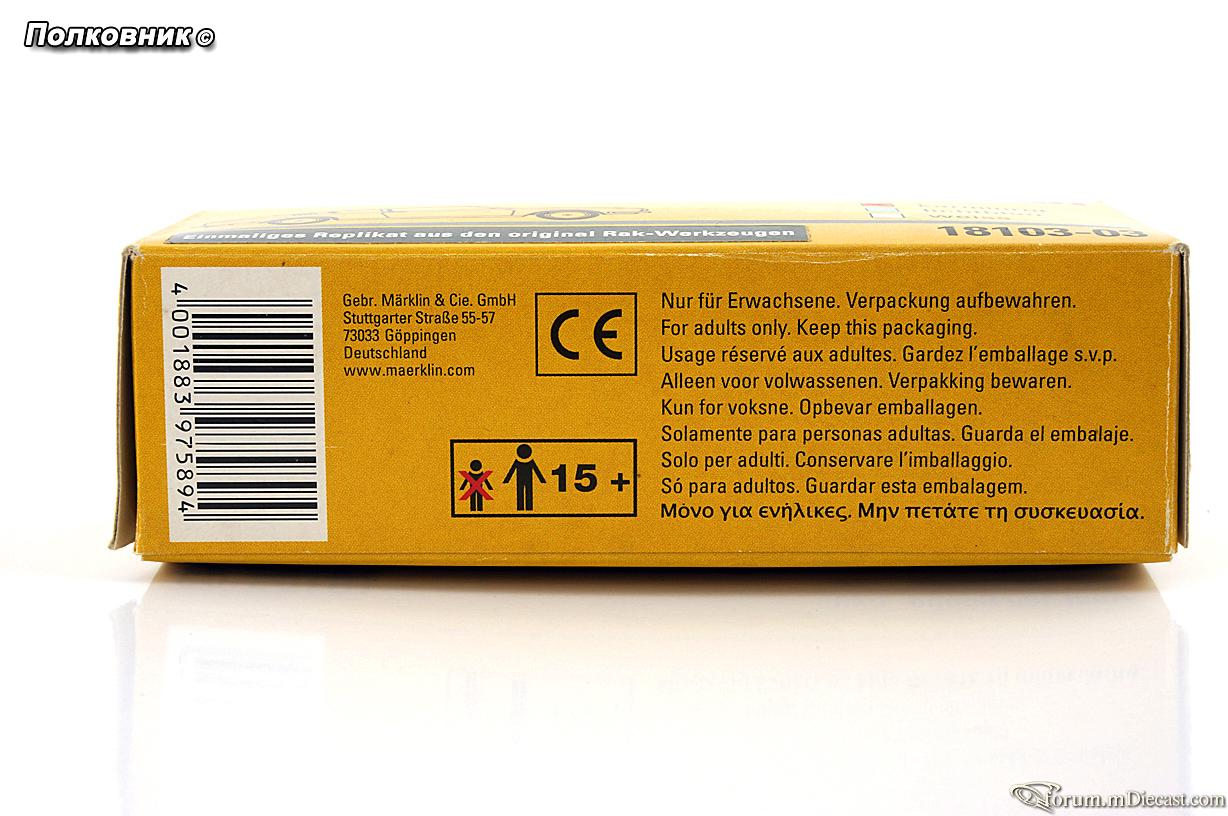 Полковник ©
Weiss
Einmaliges Replikat aus den original Rak-Werkzeugen
18103-03
4 001883 975894
Gebr. Märklin & Cie. GmbH
Stuttgarter Straße 55-57
73033 Göppingen
Deutschland
www.maerklin.com
CE
15 +
Nur für Erwachsene. Verpackung aufbewahren.
For adults only. Keep this packaging.
Usage réservé aux adultes. Gardez l'emballage s.v.p.
Alleen voor volwassenen. Verpakking bewaren.
Kun for voksne. Opbevar emballagen.
Solamente para personas adultas. Guarda el embalaje.
Solo per adulti. Conservare l'imballaggio.
Só para adultos. Guardar esta embalagem.
Μόνο για ενήλικες. Μην πετάτε τη συσκευασία.
forum.mDiecast.com